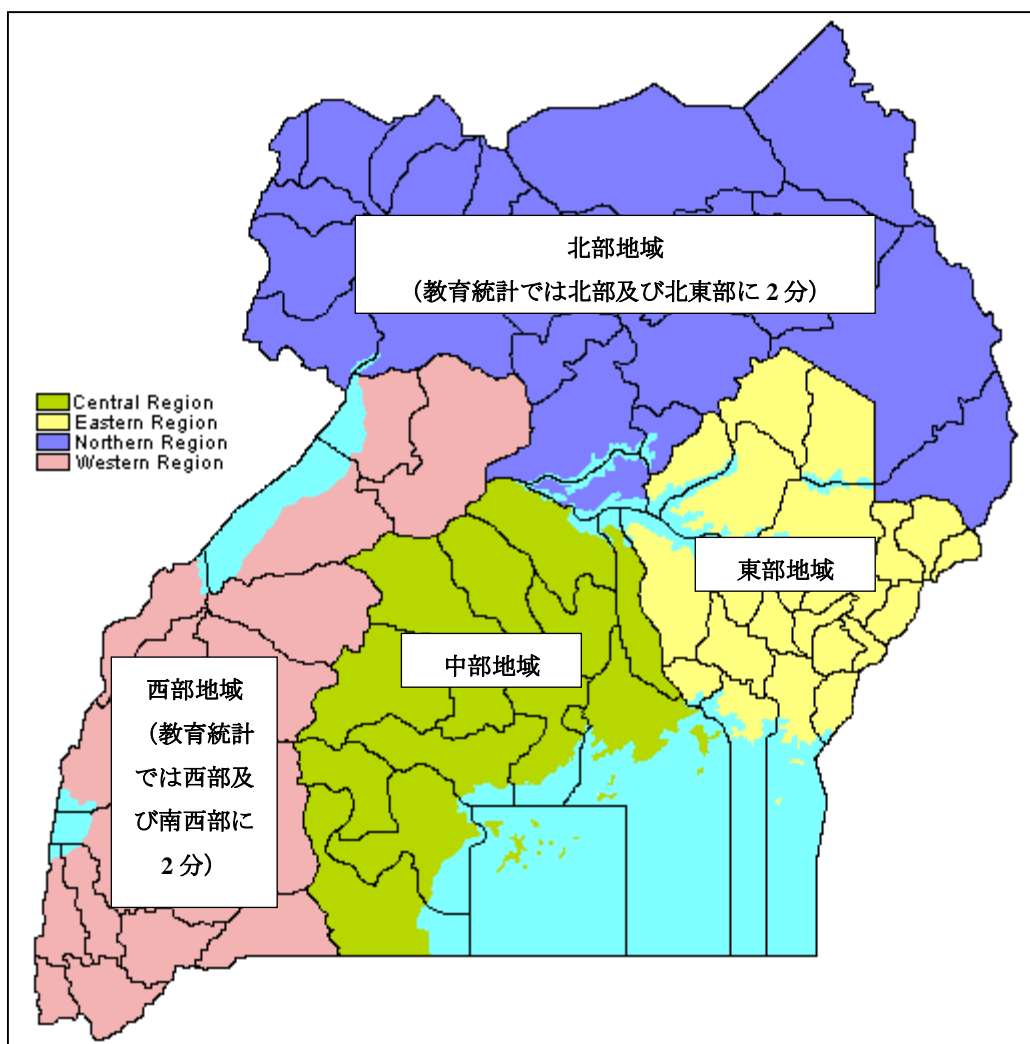 北部地域
（教育統計では北部及び北東部に 2 分）
Central Region
Eastern Region
Northern Region
Western Region
東部地域
中部地域
西部地域
（教育統計
では西部及
び南西部に
2 分）